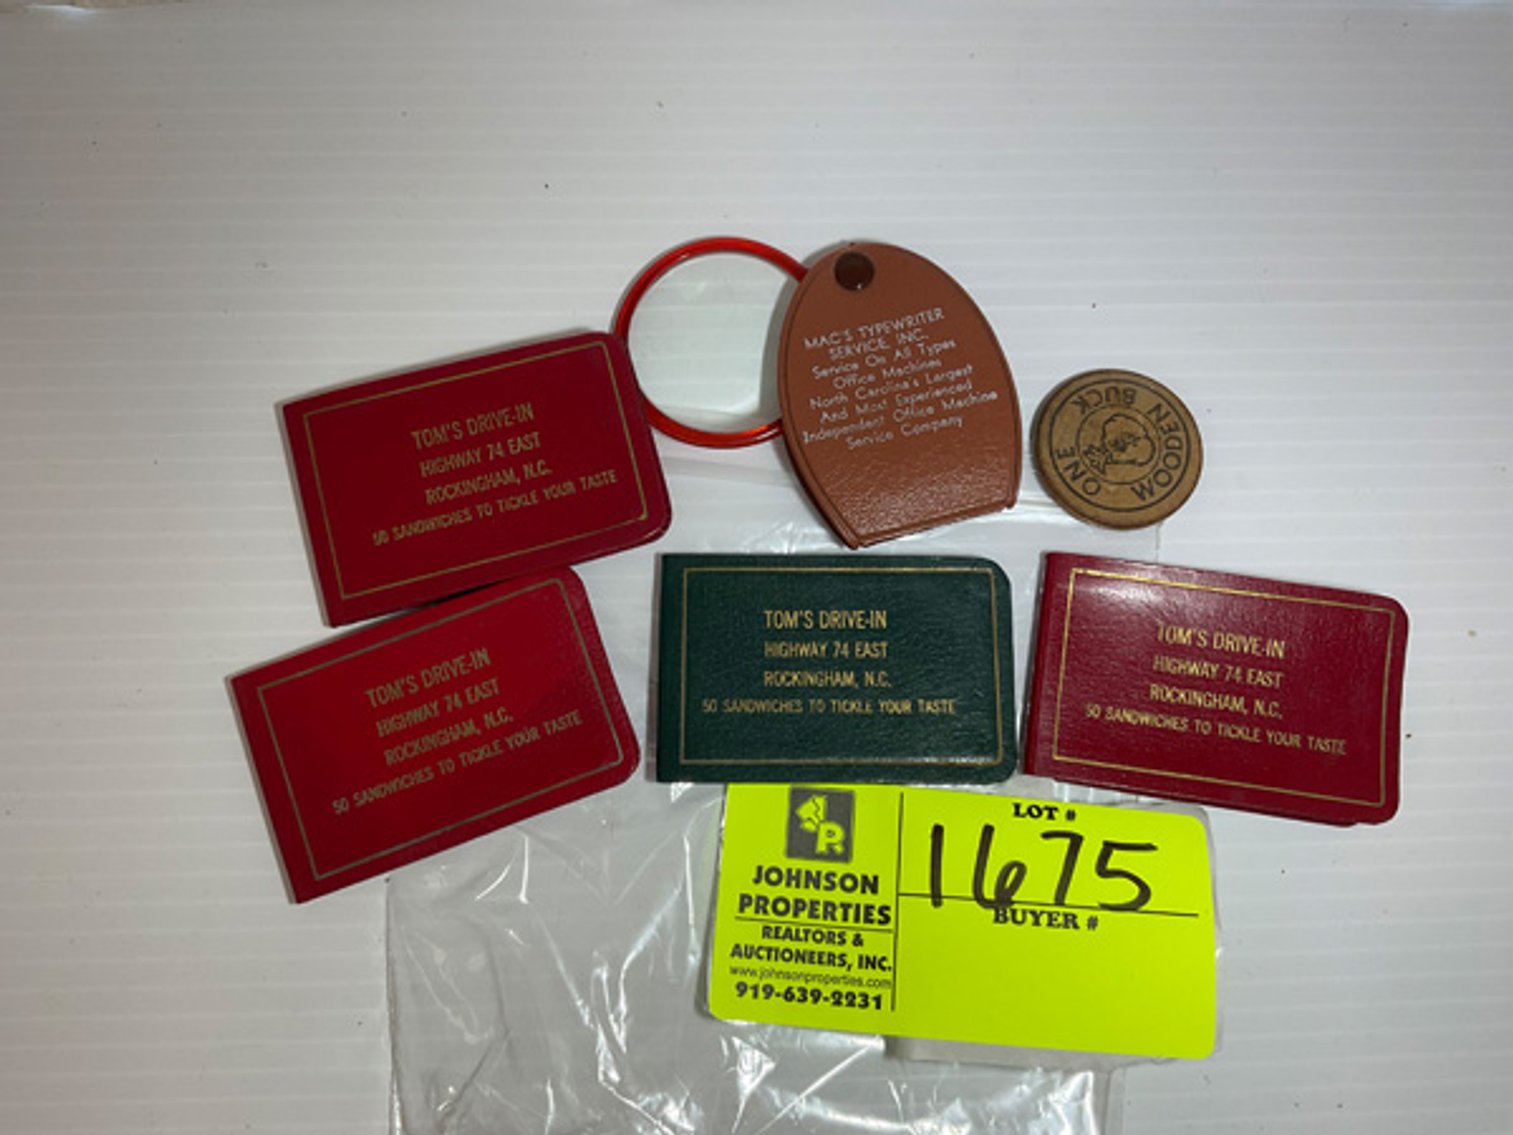 MAC'S TYPEWRITER
SERVICE, INC.
Service On All Types
Office Machines
North Carolina's Largest
And Most Experienced
Independent Office Machine
Service Company
ONE WOODEN BUCK
TOM'S DRIVE-IN
HIGHWAY 74 EAST
ROCKINGHAM, N.C.
50 SANDWICHES TO TICKLE YOUR TASTE
TOM'S DRIVE-IN
HIGHWAY 74 EAST
ROCKINGHAM, N.C.
50 SANDWICHES TO TICKLE YOUR TASTE
TOM'S DRIVE-IN
HIGHWAY 74 EAST
ROCKINGHAM, N.C.
50 SANDWICHES TO TICKLE YOUR TASTE
TOM'S DRIVE-IN
HIGHWAY 74 EAST
ROCKINGHAM, N.C.
50 SANDWICHES TO TICKLE YOUR TASTE
JOHNSON
PROPERTIES
REALTORS &
AUCTIONEERS, INC.
www.johnsonproperties.com
919-639-2231
LOT #
1675
BUYER #